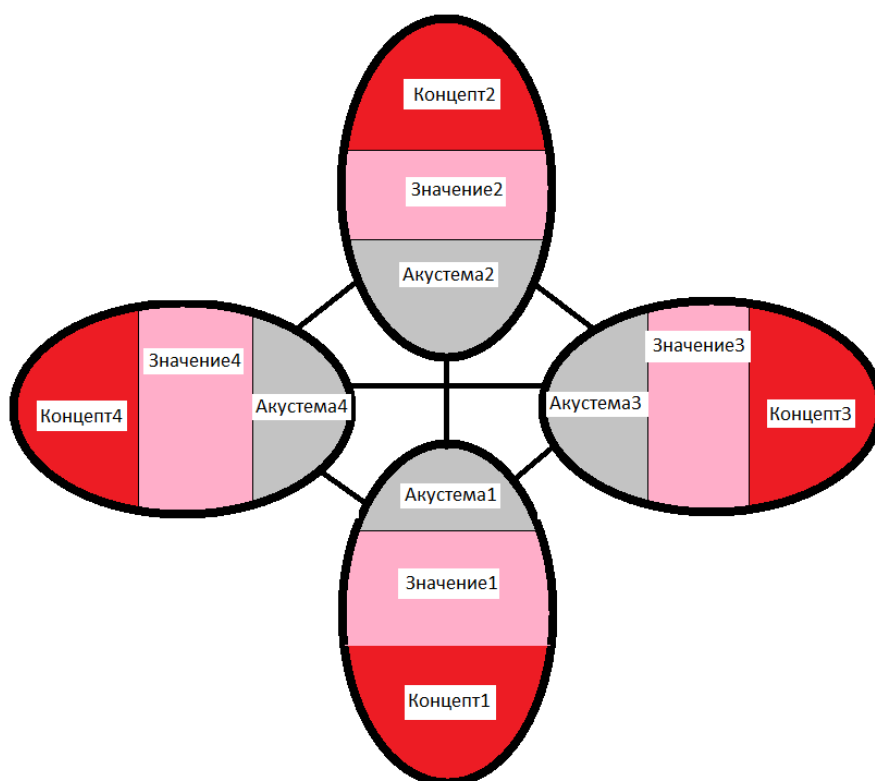 Концепт2
Значение2
Акустема2
Значение4
Значение3
Концепт4
Акустема4
Акустема3
Концепт3
Акустема1
Значение1
Концепт1